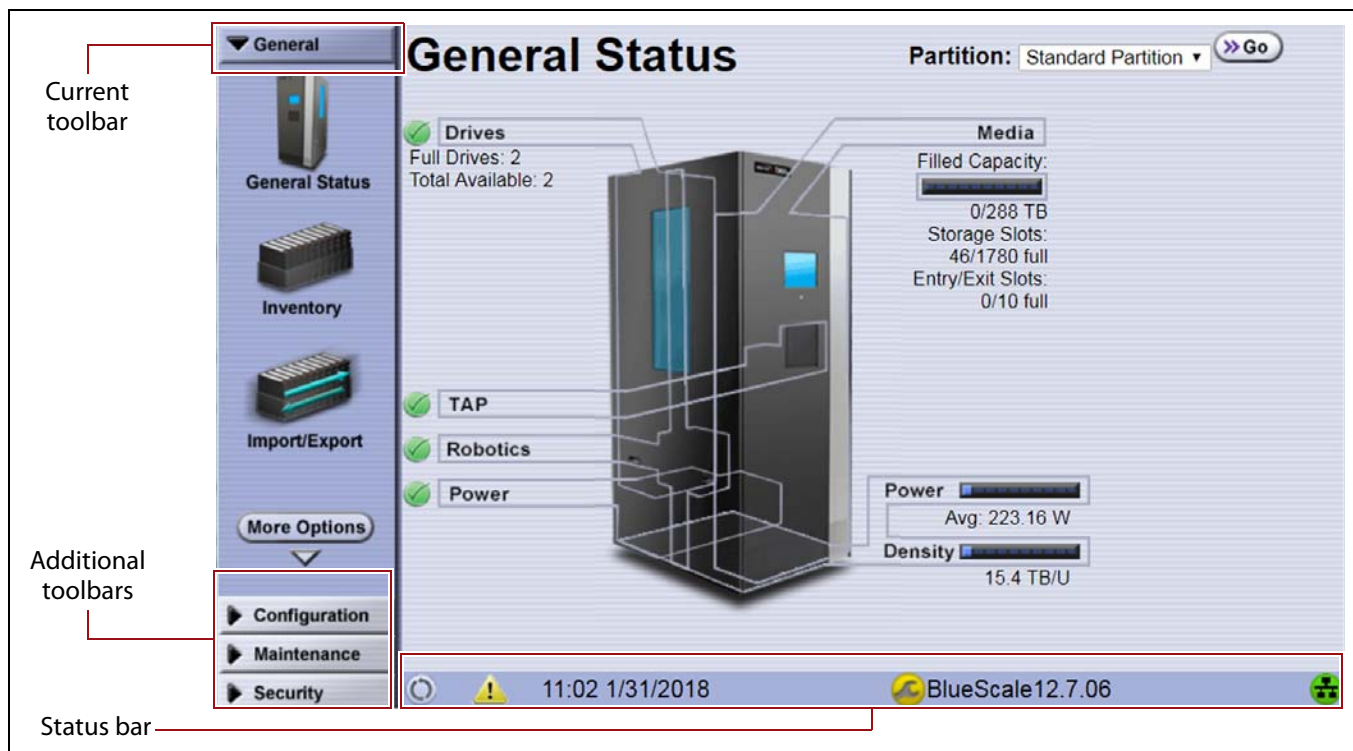 Current
toolbar
Additional
toolbars
Status bar
General
General Status
Inventory
Import/Export
More Options
Configuration
Maintenance
Security
General Status
Partition: Standard Partition Go
Drives
Full Drives: 2
Total Available: 2
TAP
Robotics
Power
Media
Filled Capacity:
0/288 TB
Storage Slots:
46/1780 full
Entry/Exit Slots:
0/10 full
Power
Avg: 223.16 W
Density
15.4 TB/U
11:02 1/31/2018
BlueScale12.7.06